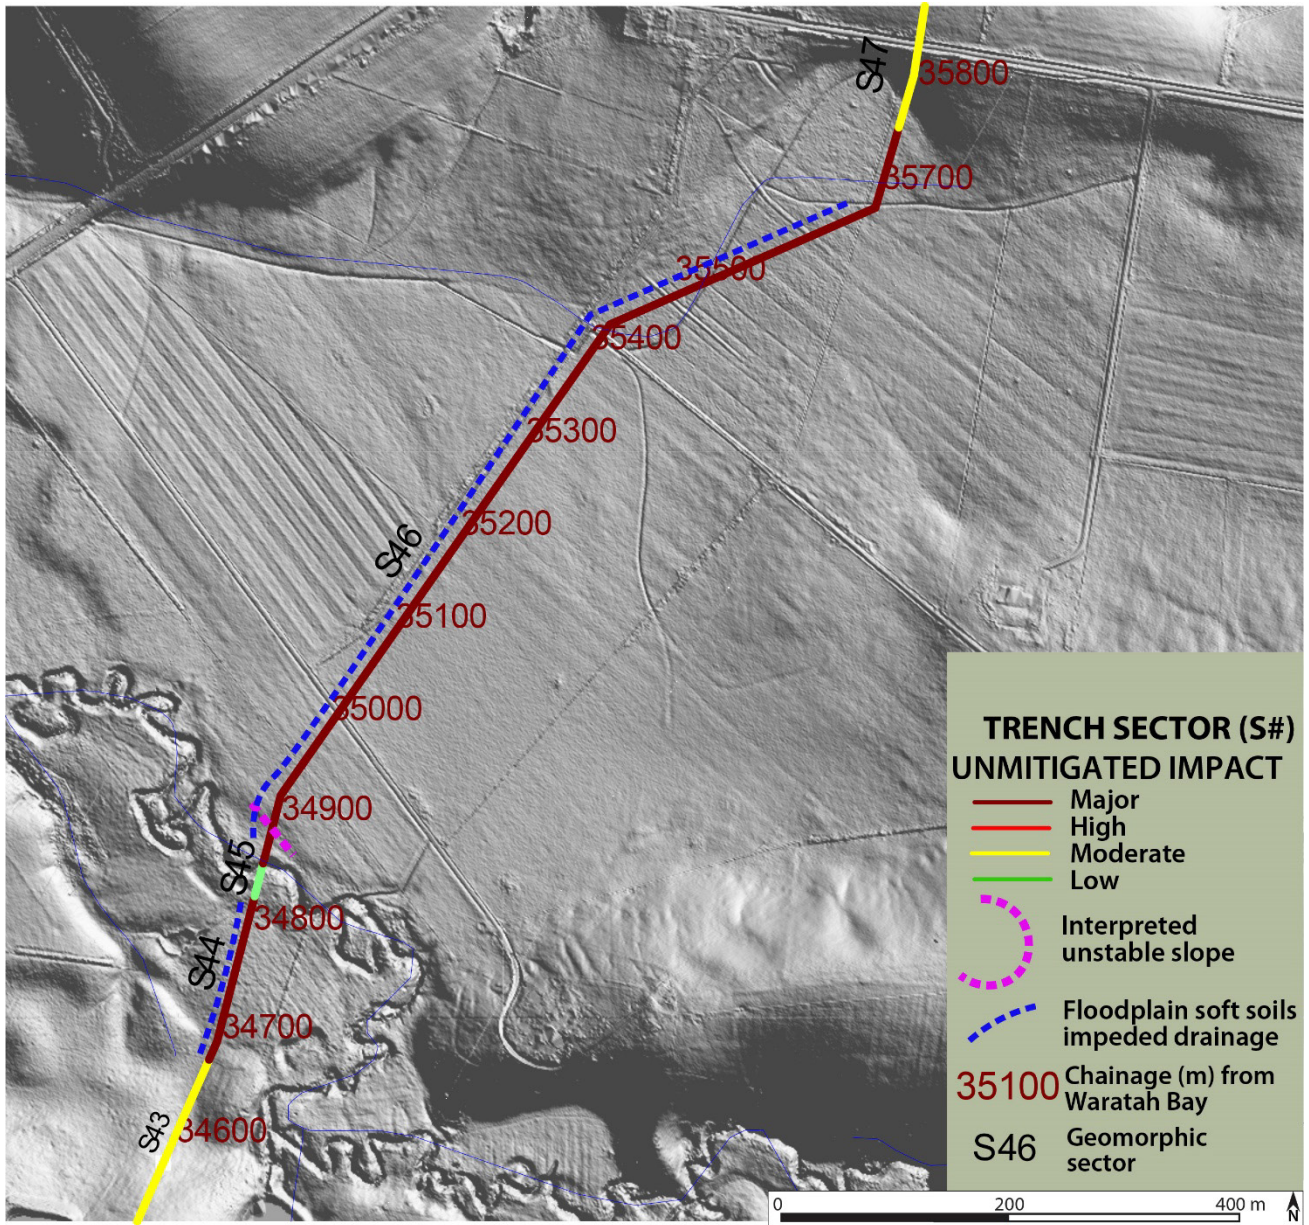 S47
35800
35700
35500
35400
35300
35200
S46
35100
35000
34900
S45
34800
S44
34700
S43
34600
TRENCH SECTOR (S#)
UNMITIGATED IMPACT
Major
High
Moderate
Low
Interpreted
unstable slope
Floodplain soft soils
impeded drainage
35100 Chainage (m) from
Waratah Bay
S46 Geomorphic
sector
0 200 400 m
N